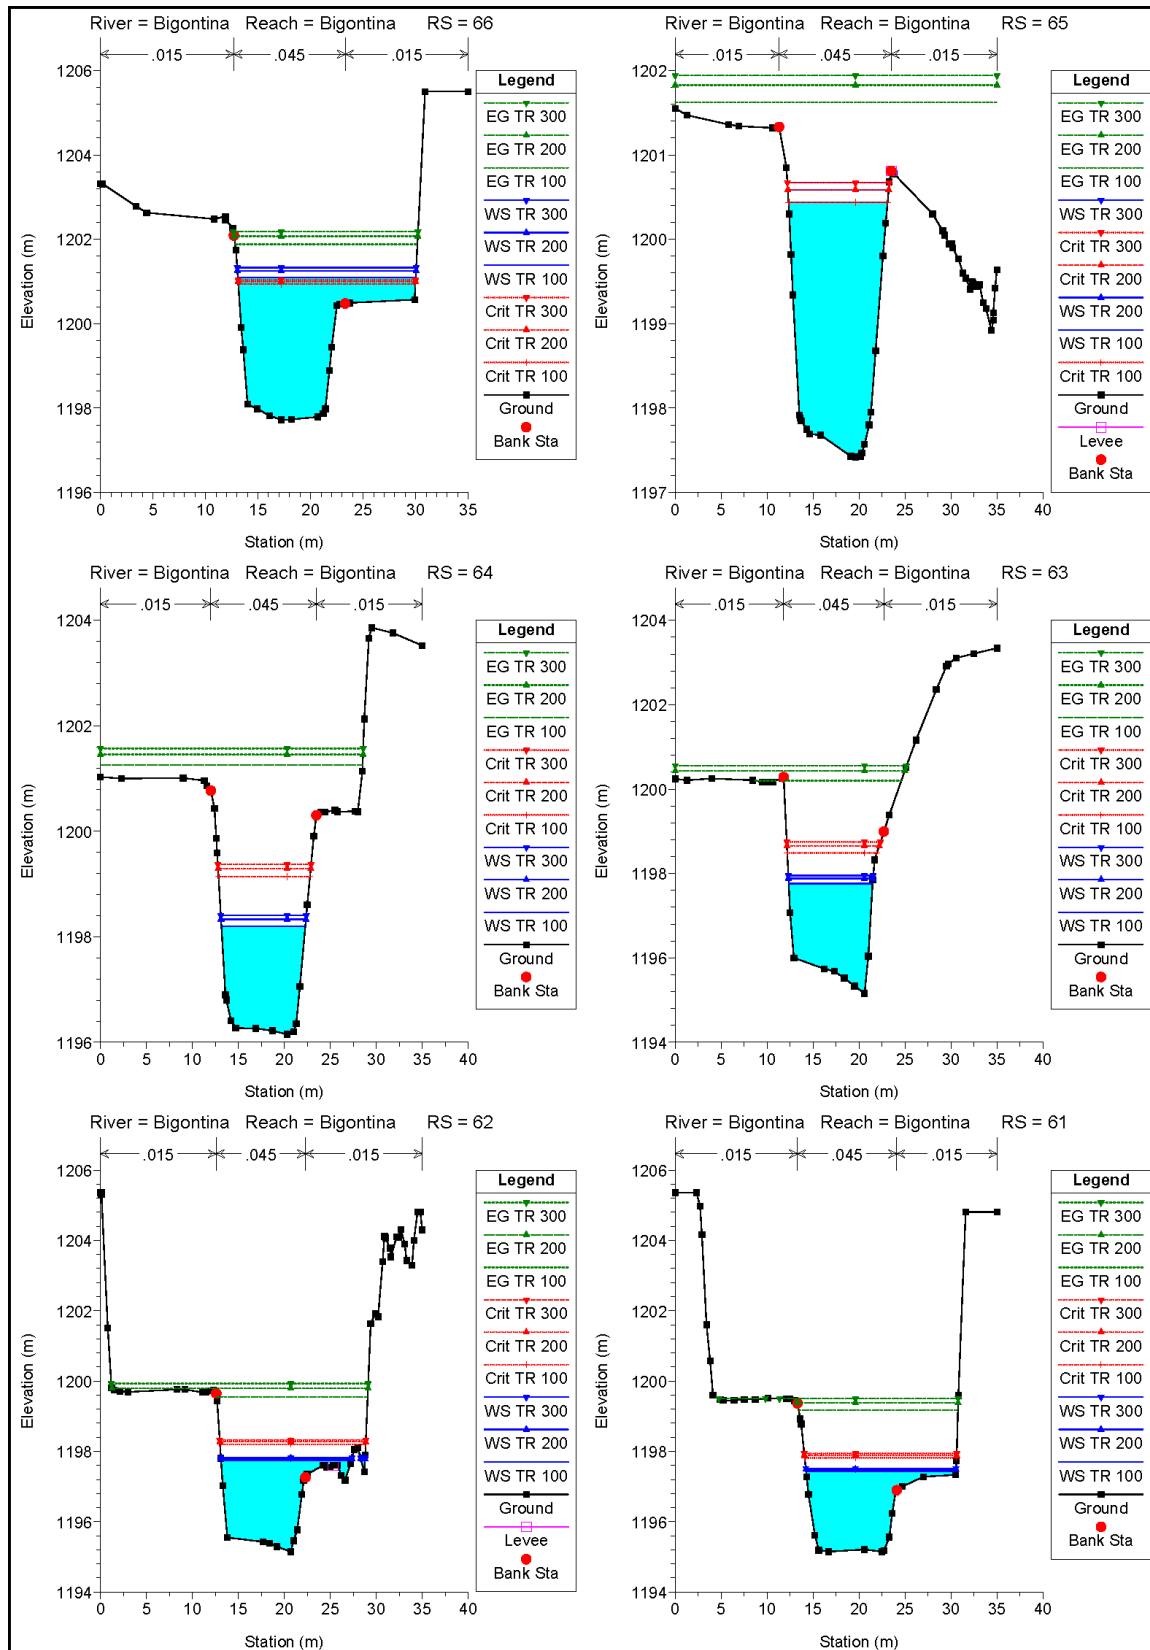 River = Bigontina Reach = Bigontina RS = 66
.015 .045 .015
1206
1204
1202
1200
1198
1196
Elevation (m)
0 5 10 15 20 25 30 35
Station (m)
Legend
EG TR 300
EG TR 200
EG TR 100
WS TR 300
WS TR 200
WS TR 100
Crit TR 300
Crit TR 200
Crit TR 100
Ground
Bank Sta
River = Bigontina Reach = Bigontina RS = 65
.015 .045 .015
1202
1201
1200
1199
1198
1197
Elevation (m)
0 5 10 15 20 25 30 35 40
Station (m)
Legend
EG TR 300
EG TR 200
EG TR 100
WS TR 300
Crit TR 300
Crit TR 200
WS TR 200
WS TR 100
Crit TR 100
Ground
Levee
Bank Sta
River = Bigontina Reach = Bigontina RS = 64
.015 .045 .015
1204
1202
1200
1198
1196
Elevation (m)
0 5 10 15 20 25 30 35 40
Station (m)
Legend
EG TR 300
EG TR 200
EG TR 100
Crit TR 300
Crit TR 200
Crit TR 100
WS TR 300
WS TR 200
WS TR 100
Ground
Bank Sta
River = Bigontina Reach = Bigontina RS = 63
.015 .045 .015
1204
1202
1200
1198
1196
1194
Elevation (m)
0 5 10 15 20 25 30 35 40
Station (m)
Legend
EG TR 300
EG TR 200
EG TR 100
Crit TR 300
Crit TR 200
Crit TR 100
WS TR 300
WS TR 200
WS TR 100
Ground
Bank Sta
River = Bigontina Reach = Bigontina RS = 62
.015 .045 .015
1206
1204
1202
1200
1198
1196
1194
Elevation (m)
0 5 10 15 20 25 30 35 40
Station (m)
Legend
EG TR 300
EG TR 200
EG TR 100
Crit TR 300
Crit TR 200
Crit TR 100
WS TR 300
WS TR 200
WS TR 100
Ground
Levee
Bank Sta
River = Bigontina Reach = Bigontina RS = 61
.015 .045 .015
1206
1204
1202
1200
1198
1196
1194
Elevation (m)
0 5 10 15 20 25 30 35 40
Station (m)
Legend
EG TR 300
EG TR 200
EG TR 100
Crit TR 300
Crit TR 200
Crit TR 100
WS TR 300
WS TR 200
WS TR 100
Ground
Bank Sta